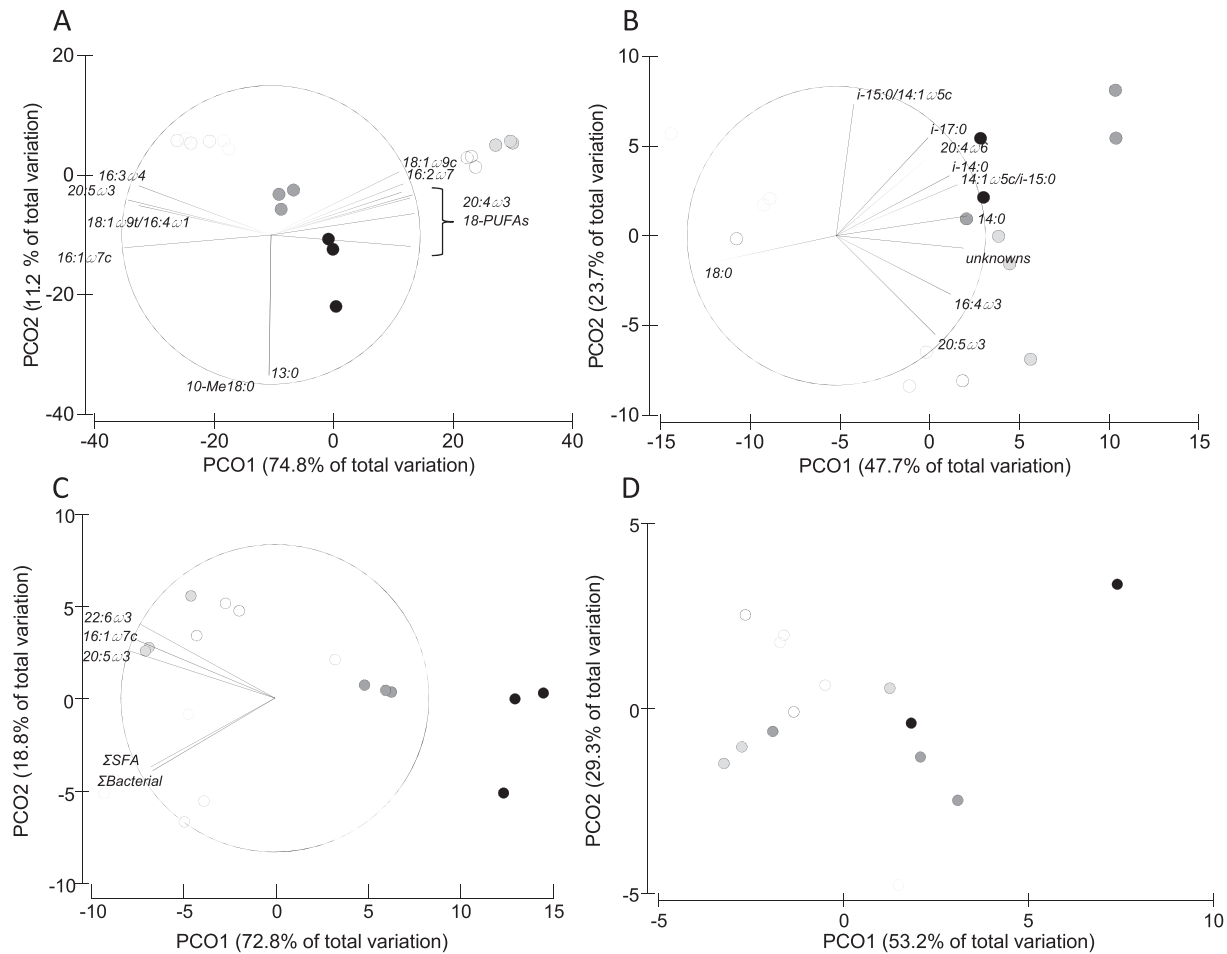 A
20
0
-20
-40
-40
-20
0
20
40
PCO2 (11.2 % of total variation)
PCO1 (74.8% of total variation)
16:3ω4
20:5ω3
18:1ω9t/16:4ω1
16:1ω7c
18:1ω9c
16:2ω7
20:4ω3
18-PUFAs
13:0
10-Me18:0
B
10
5
0
-5
-10
-15
-10
-5
0
5
10
15
PCO2 (23.7% of total variation)
PCO1 (47.7% of total variation)
i-15:0/14:1ω5c
i-17:0
20:4ω6
i-14:0
14:1ω5c/i-15:0
14:0
unknowns
18:0
16:4ω3
20:5ω3
C
10
5
0
-5
-10
-10
-5
0
5
10
15
PCO2 (18.8% of total variation)
PCO1 (72.8% of total variation)
22:6ω3
16:1ω7c
20:5ω3
ΣSFA
ΣBacterial
D
5
0
-5
-5
0
5
10
PCO2 (29.3% of total variation)
PCO1 (53.2% of total variation)